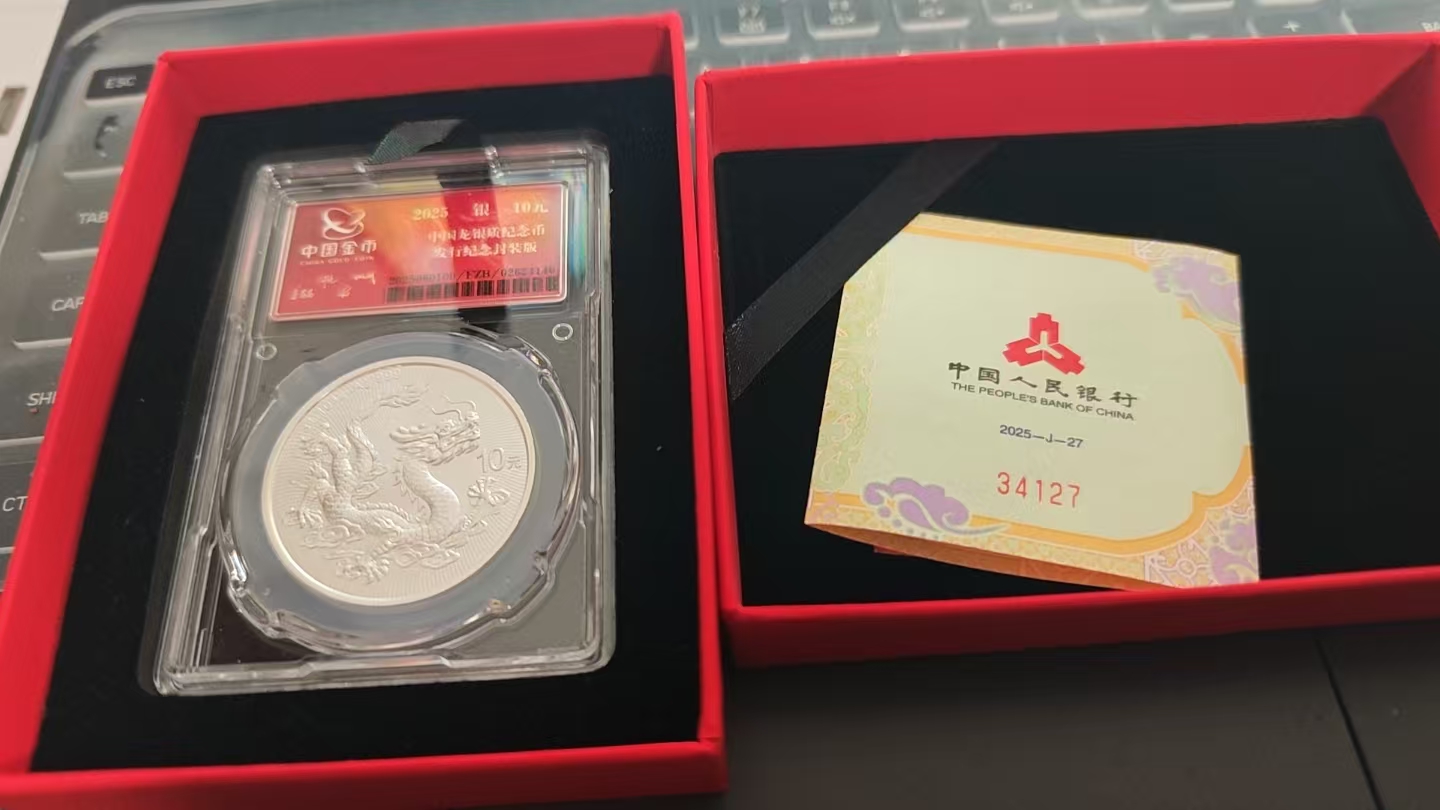 ESC
TAB
2025 银 10元
中国金币
CHINA GOLD COIN
中国龙银质纪念币
发行纪念封装版
10元
中国人民银行
THE PEOPLE'S BANK OF CHINA
2025—J—27
34127